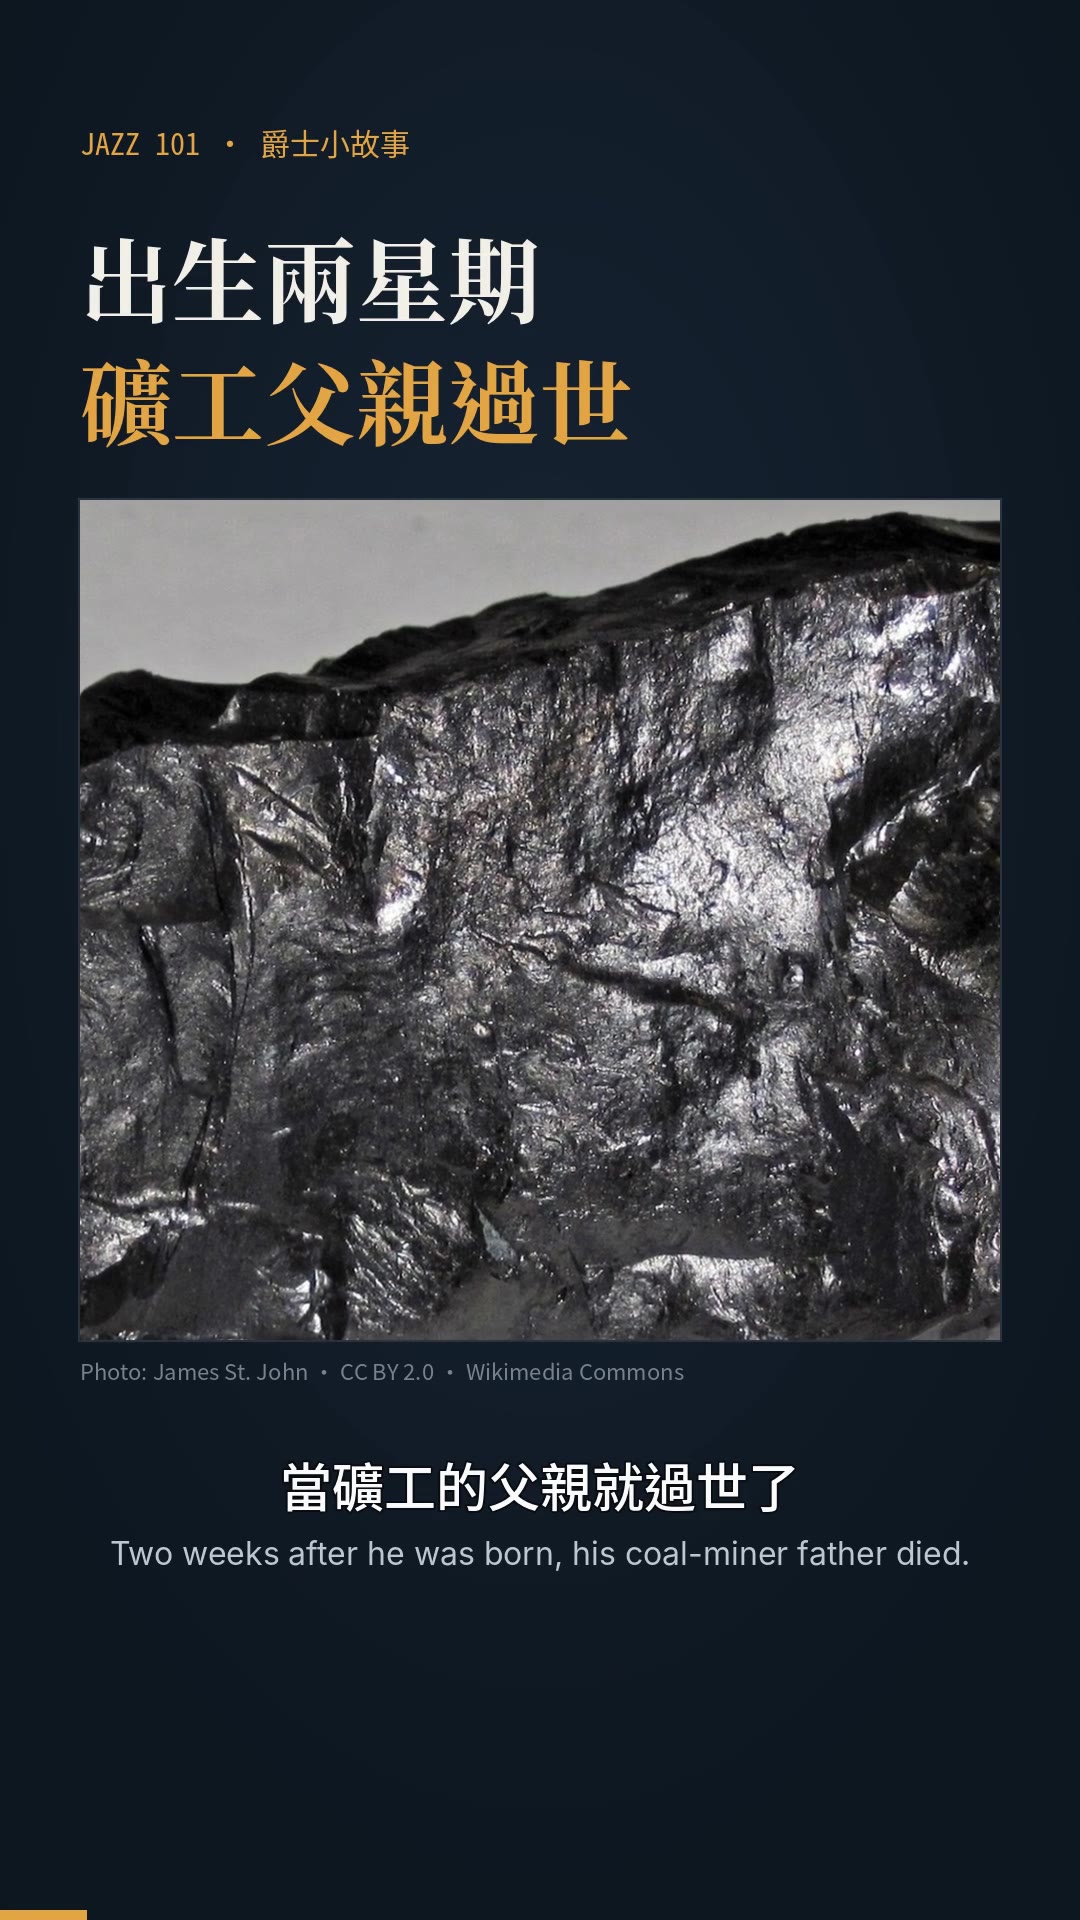 JAZZ 101 • 爵士小故事
出生兩星期
礦工父親過世
Photo: James St. John • CC BY 2.0 • Wikimedia Commons
當礦工的父親就過世了
Two weeks after he was born, his coal-miner father died.